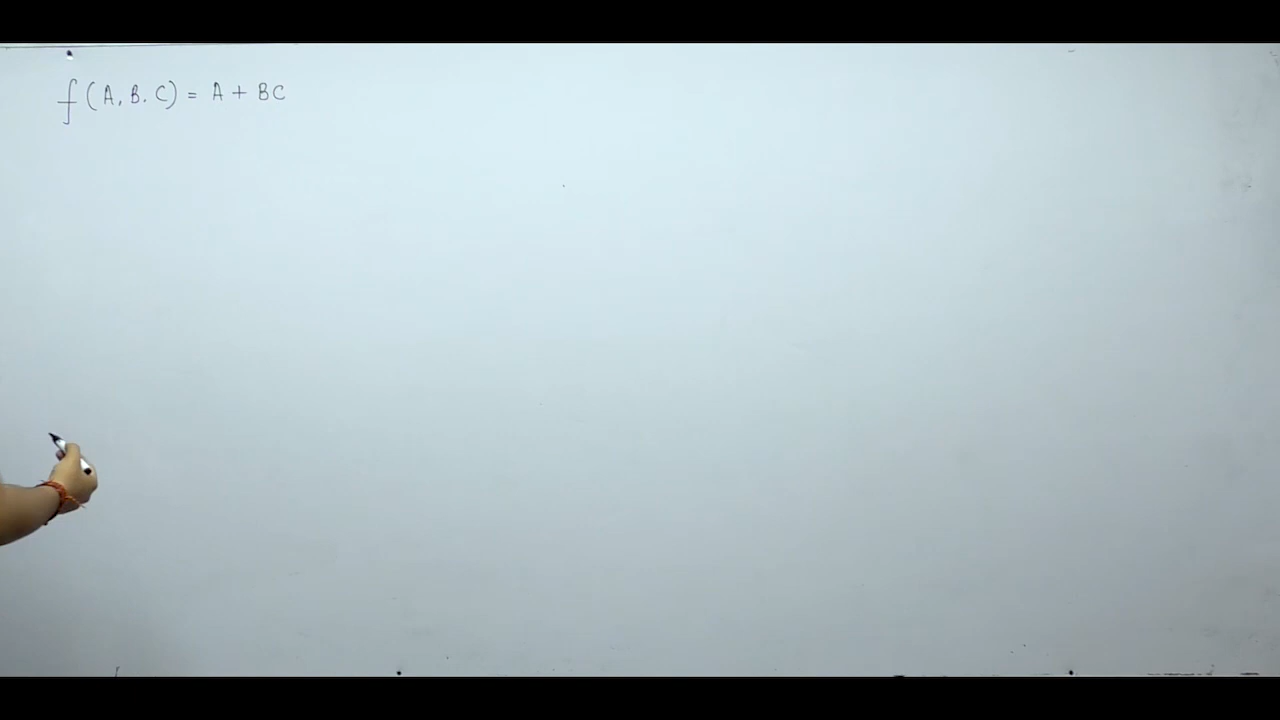 f(A, B. C) = A + BC